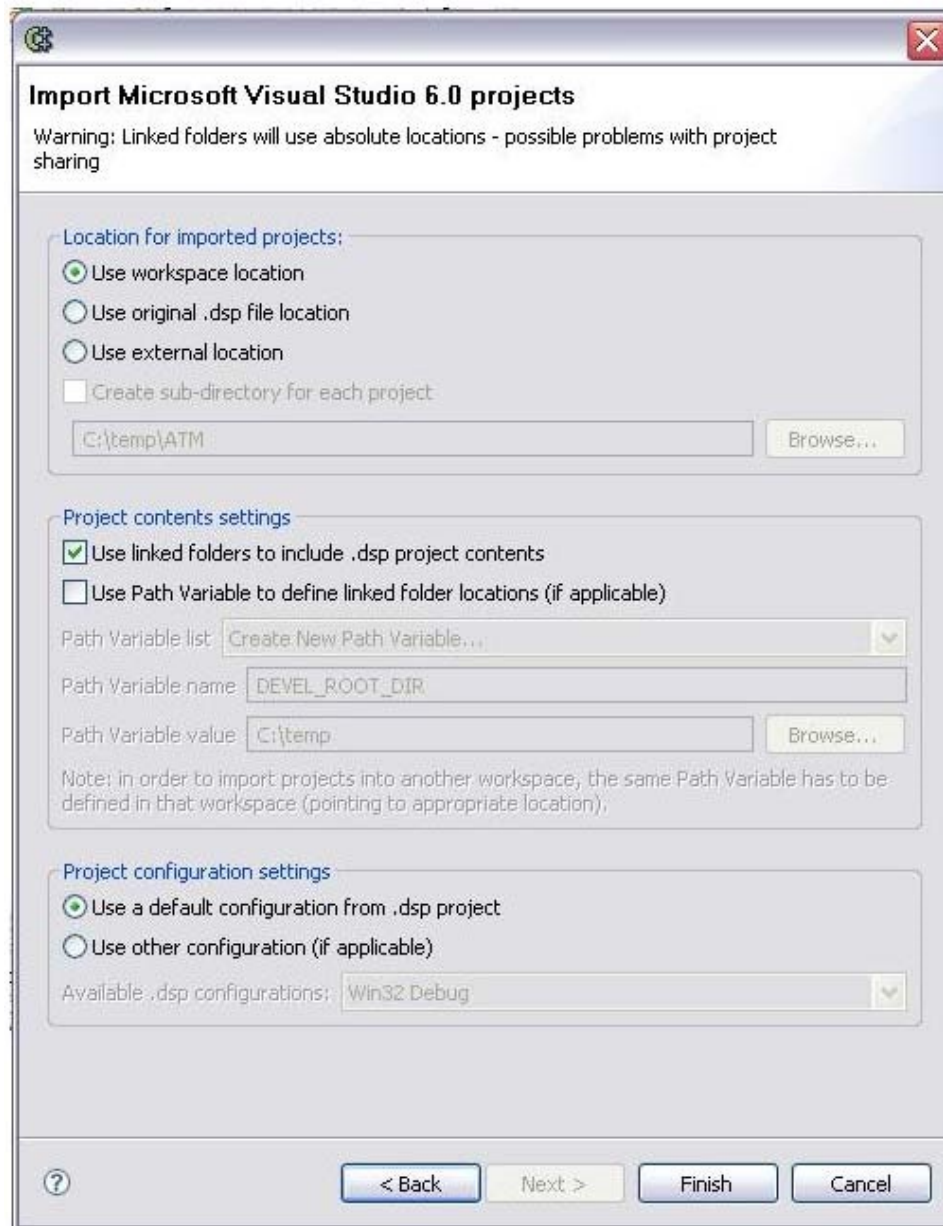 Import Microsoft Visual Studio 6.0 projects
Warning: Linked folders will use absolute locations - possible problems with project
sharing
Location for imported projects:
Use workspace location
Use original .dsp file location
Use external location
Create sub-directory for each project
C:\temp\ATM Browse...
Project contents settings
Use linked folders to include .dsp project contents
Use Path Variable to define linked folder locations (if applicable)
Path Variable list Create New Path Variable...
Path Variable name DEVEL_ROOT_DIR
Path Variable value C:\temp Browse...
Note: in order to import projects into another workspace, the same Path Variable has to be
defined in that workspace (pointing to appropriate location).
Project configuration settings
Use a default configuration from .dsp project
Use other configuration (if applicable)
Available .dsp configurations: Win32 Debug
? < Back Next > Finish Cancel